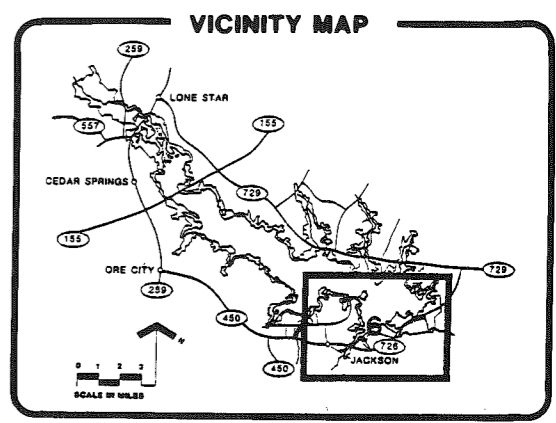 VICINITY MAP
259
LONE STAR
557
155
CEDAR SPRINGS
729
155
ORE CITY
259
729
450
6
726
JACKSON
450
N
0 1 2 3
SCALE IN MILES